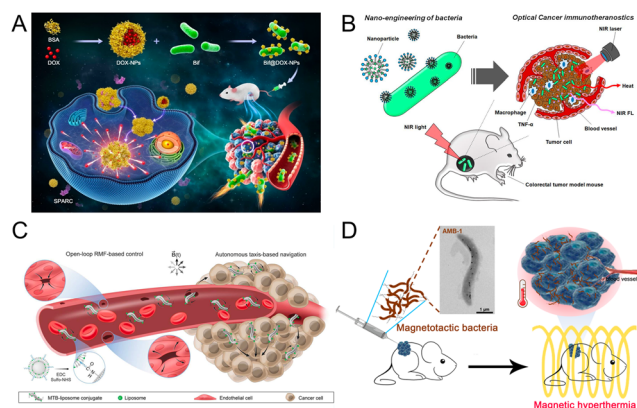 A
BSA
DOX
DOX-NPs
Bif
Bif@DOX-NPs
SPARC
B
Nano-engineering of bacteria
Optical Cancer immunotheranostics
Nanoparticle
Bacteria
NIR laser
Heat
NIR FL
Macrophage
TNF-α
Tumor cell
Blood vessel
NIR light
Colorectal tumor model mouse
C
Open-loop RMF-based control
B(t)
Autonomous taxis-based navigation
EDC
Sulfo-NHS
MTB-liposome conjugate
Liposome
Endothelial cell
Cancer cell
D
AMB-1
1 μm
Magnetotactic bacteria
Blood vessel
Magnetic hyperthermia